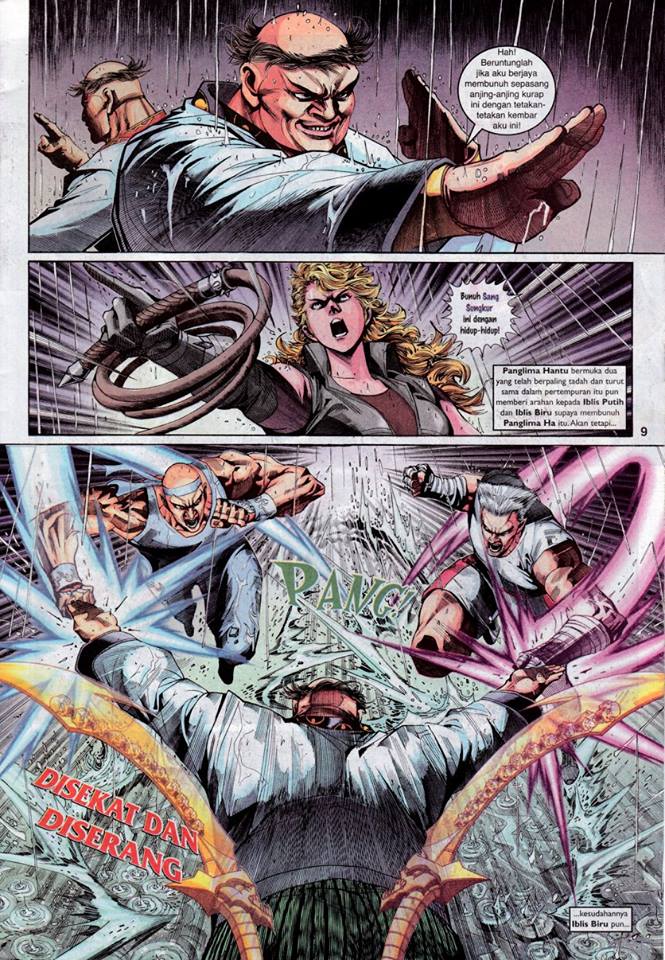 Hah!
Beruntunglah
jika aku berjaya
membunuh sepasang
anjing-anjing kurap
ini dengan tetakan-
tetakan kembar
aku ini!
Bunuh Sang
Songkur
ini dengan
hidup-hidup!
Panglima Hantu bermuka dua
yang telah berpaling tadah dan turut
sama dalam pertempuran itu pun
memberi arahan kepada Iblis Putih
dan Iblis Biru supaya membunuh
Panglima Ha itu. Akan tetapi...
9
PANG!
DISEKAT DAN
DISERANG
...kesudahannya
Iblis Biru pun...